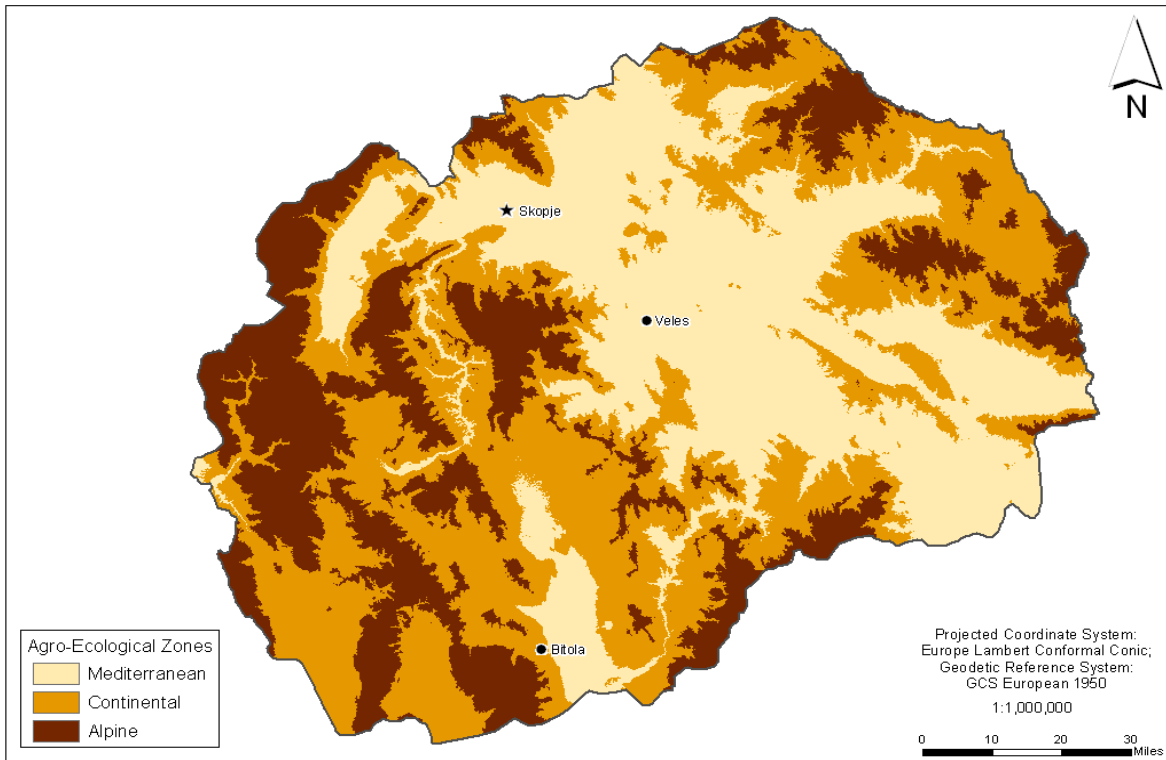 N
Skopje
Veles
Bitola
Agro-Ecological Zones
Mediterranean
Continental
Alpine
Projected Coordinate System:
Europe Lambert Conformal Conic;
Geodetic Reference System:
GCS European 1950
1:1,000,000
0 10 20 30
Miles